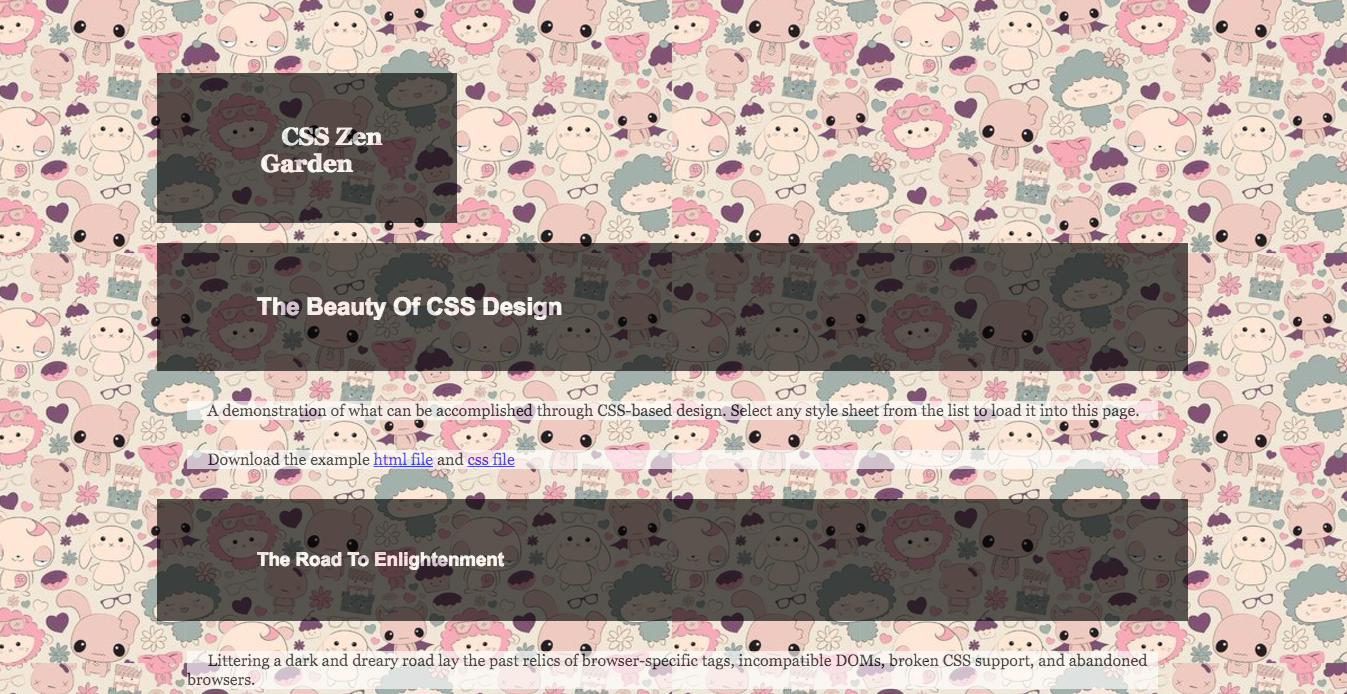 CSS Zen
Garden
The Beauty Of CSS Design
A demonstration of what can be accomplished through CSS-based design. Select any style sheet from the list to load it into this page.
Download the example html file and css file
The Road To Enlightenment
Littering a dark and dreary road lay the past relics of browser-specific tags, incompatible DOMs, broken CSS support, and abandoned
browsers.